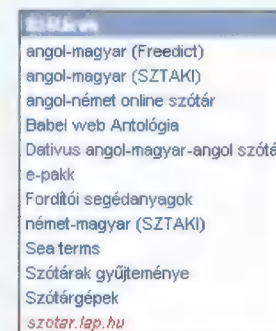 angol-magyar (Freedict)
angol-magyar (SZTAKI)
angol-német online szótár
Babel web Antológia
Dativus angol-magyar-angol szótá
e-pakk
Fordítói segédanyagok
német-magyar (SZTAKI)
Sea terms
Szótárak gyűjteménye
Szótárgépek
szotar.lap.hu